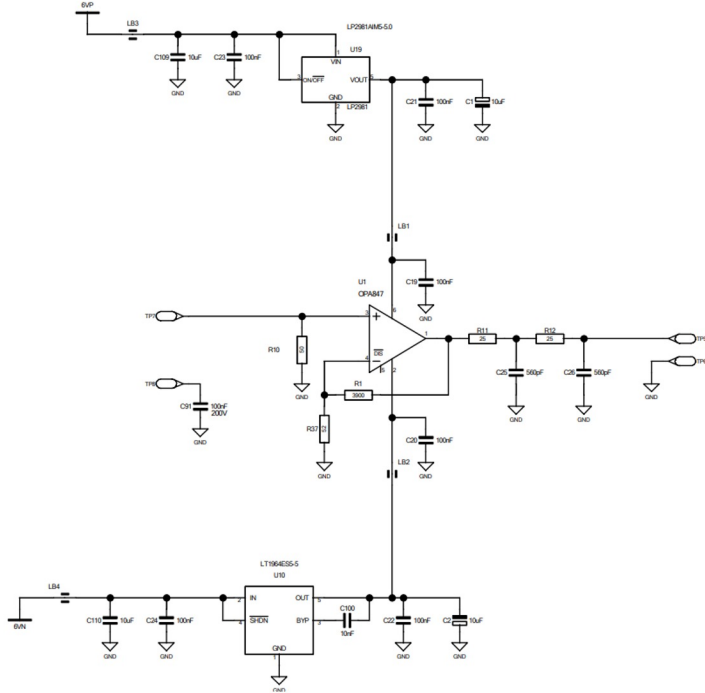 6VP
LB3
LP2981AIM5-5.0
U19
C109 10uF
C23 100nF
1
VIN
3 ON/OFF
VOUT 5
GND
2 LP2981
C21 100nF
C1 10uF
GND
GND
GND
GND
GND
LB1
U1
OPA847
C19 100nF
GND
6
TP7
3
+
1
R11
25
R12
25
TP5
R10
50
4
DIS
5
2
C25 560pF
C26 560pF
TP6
TP8
R1
3900
GND
GND
GND
GND
C91 100nF
200V
GND
R37
GND
C20 100nF
GND
LB2
LT1964ES5-5
U10
LB4
6VN
C110 10uF
C24 100nF
2 IN
4 SHDN
OUT 5
BYP 3
GND
1
C100
10nF
C22 100nF
C2 10uF
GND
GND
GND
GND
GND